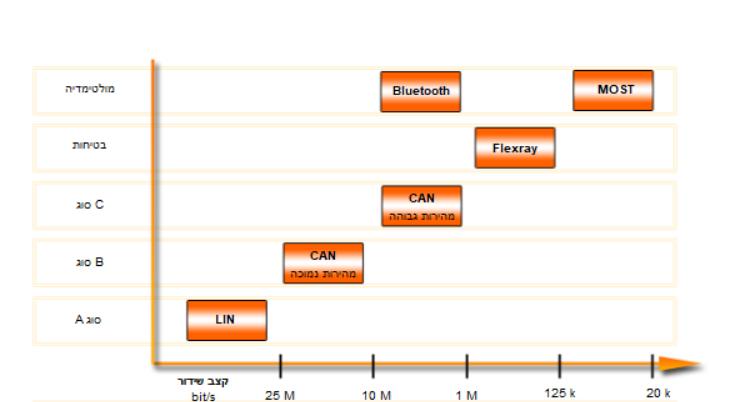 מולטימדיה
Bluetooth
MOST
בטיחות
Flexray
סוג C
CAN
מהירות גבוהה
סוג B
CAN
מהירות נמוכה
סוג A
LIN
קצב שידור
bit/s
25 M
10 M
1 M
125 k
20 k